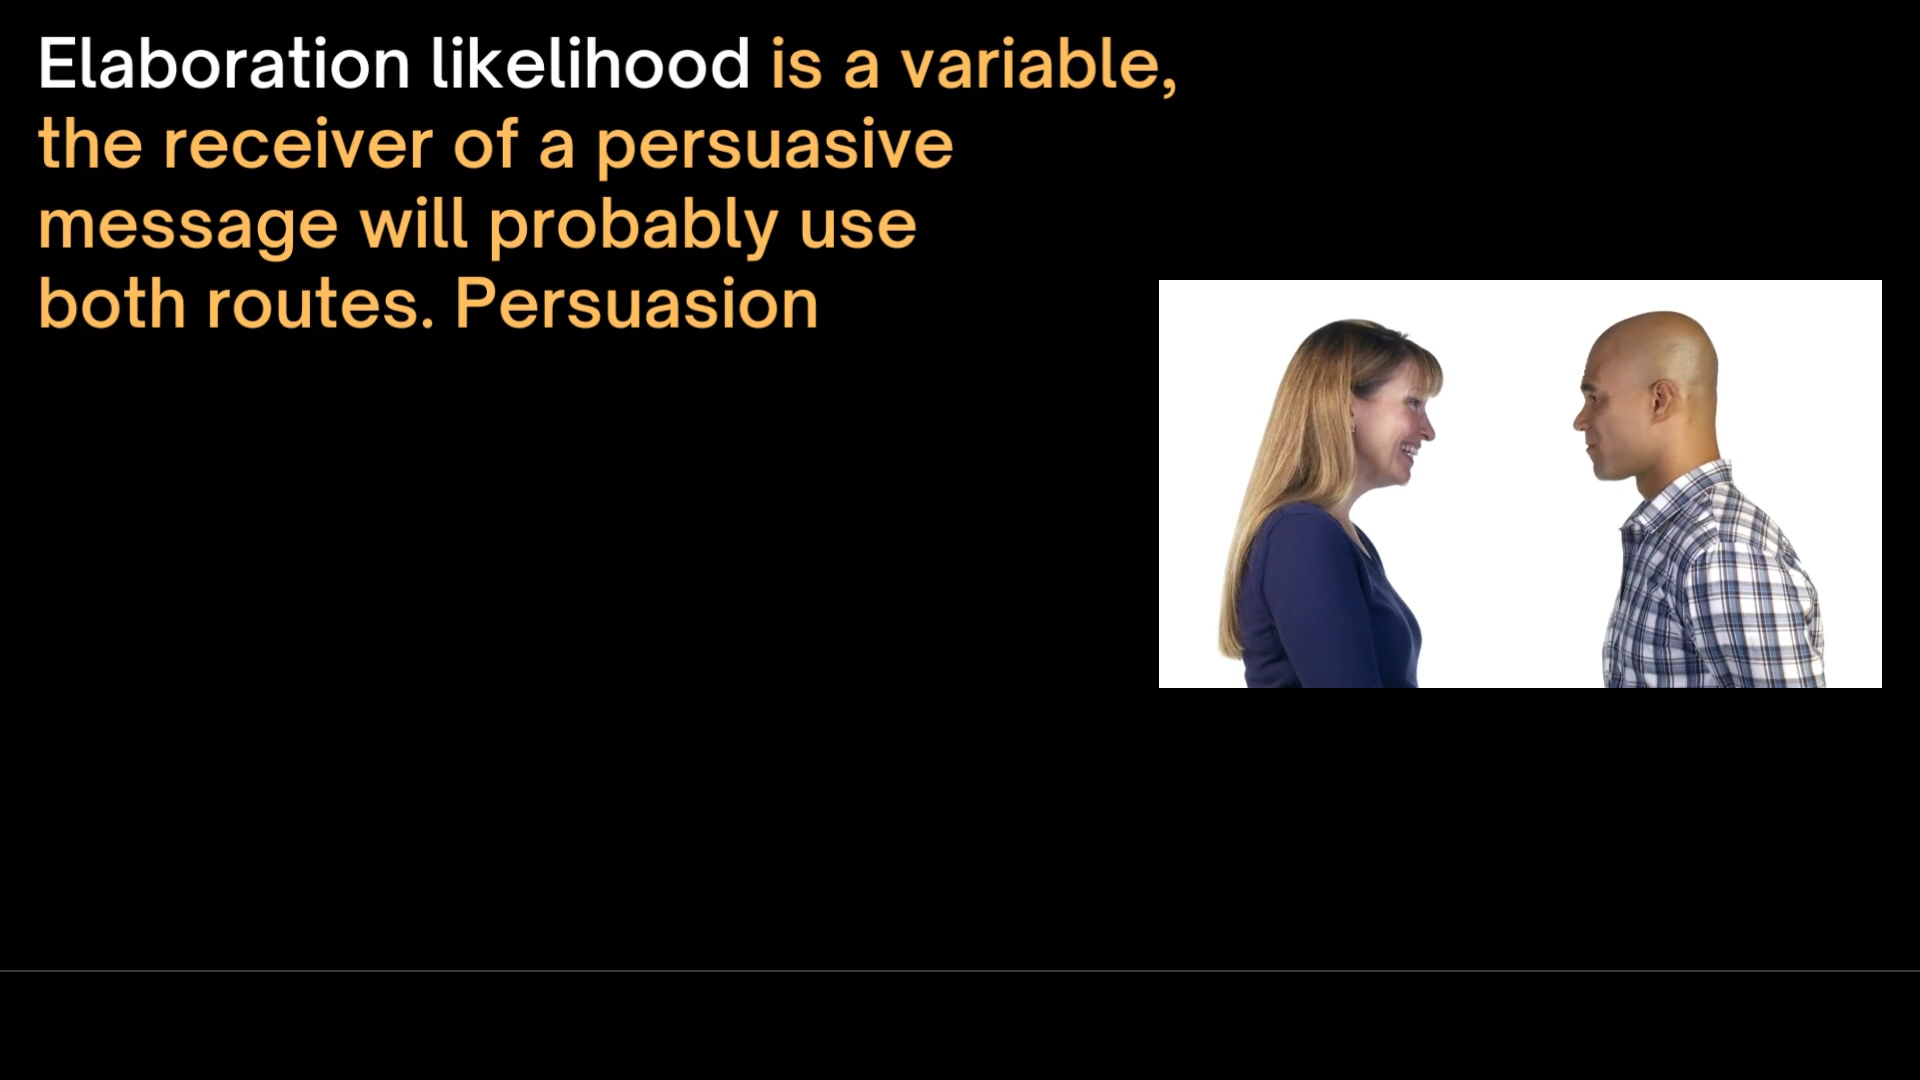 Elaboration likelihood is a variable,
the receiver of a persuasive
message will probably use
both routes. Persuasion